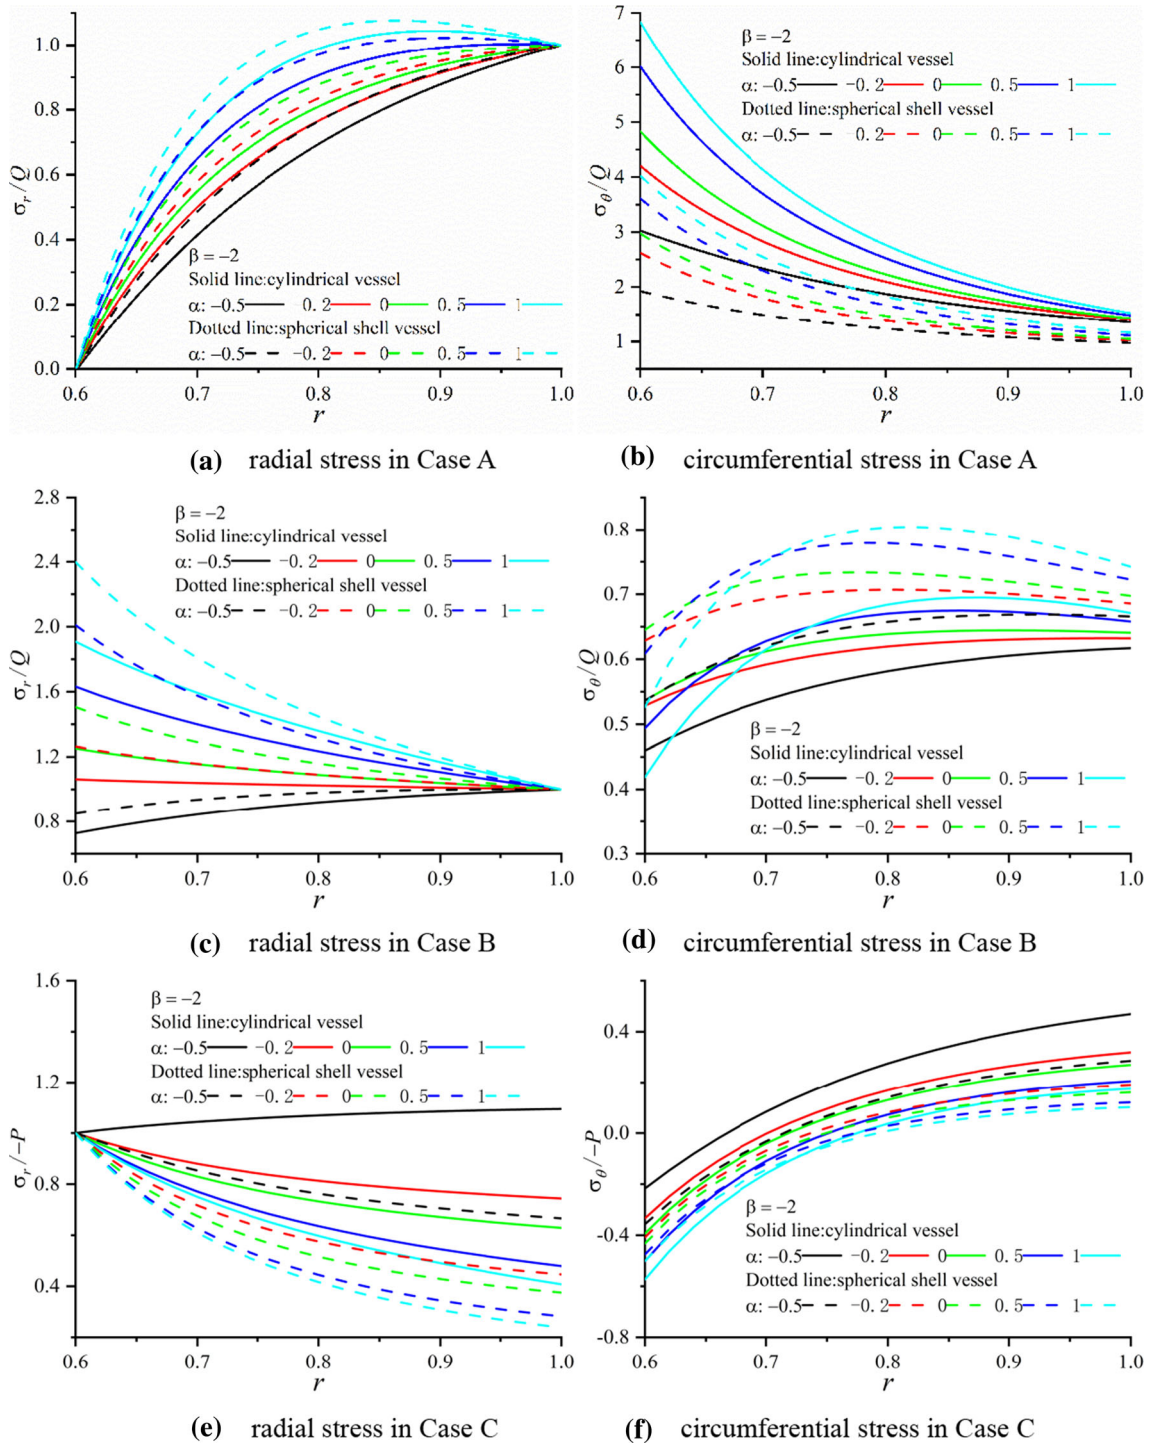 1.0
0.8
0.6
0.4
0.2
0.0
σr/Q
β = −2
Solid line:cylindrical vessel
α: −0.5 0.2 0 0.5 1
Dotted line:spherical shell vessel
α: −0.5 −0.2 0 0.5 1
0.6 0.7 0.8 0.9 1.0
r
(a) radial stress in Case A
7
6
5
4
3
2
1
σθ/Q
β = −2
Solid line:cylindrical vessel
α: −0.5 −0.2 0 0.5 1
Dotted line:spherical shell vessel
α: −0.5 0.2 0 0.5 1
0.6 0.7 0.8 0.9 1.0
r
(b) circumferential stress in Case A
2.8
2.4
2.0
1.6
1.2
0.8
σr/Q
β = −2
Solid line:cylindrical vessel
α: −0.5 −0.2 0 0.5 1
Dotted line:spherical shell vessel
α: −0.5 −0.2 0 0.5 1
0.6 0.7 0.8 0.9 1.0
r
(c) radial stress in Case B
0.8
0.7
0.6
0.5
0.4
0.3
σθ/Q
β = −2
Solid line:cylindrical vessel
α: −0.5 −0.2 0 0.5 1
Dotted line:spherical shell vessel
α: −0.5 −0.2 0 0.5 1
0.6 0.7 0.8 0.9 1.0
r
(d) circumferential stress in Case B
1.6
1.2
0.8
0.4
σr/−P
β = −2
Solid line:cylindrical vessel
α: −0.5 −0.2 0 0.5 1
Dotted line:spherical shell vessel
α: −0.5 −0.2 0 0.5 1
0.6 0.7 0.8 0.9 1.0
r
(e) radial stress in Case C
0.4
0.0
-0.4
-0.8
σθ/−P
β = −2
Solid line:cylindrical vessel
α: −0.5 −0.2 0 0.5 1
Dotted line:spherical shell vessel
α: −0.5 −0.2 0 0.5 1
0.6 0.7 0.8 0.9 1.0
r
(f) circumferential stress in Case C